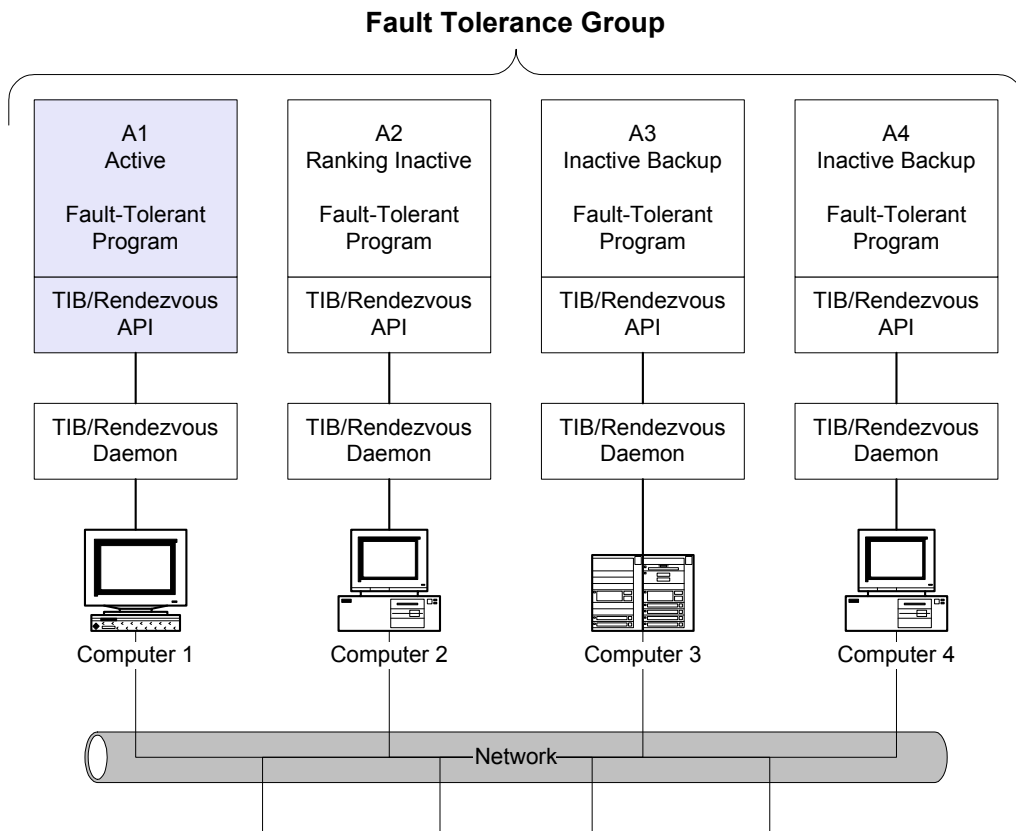 Fault Tolerance Group
A1
Active
Fault-Tolerant
Program
TIB/Rendezvous
API
TIB/Rendezvous
Daemon
Computer 1
A2
Ranking Inactive
Fault-Tolerant
Program
TIB/Rendezvous
API
TIB/Rendezvous
Daemon
Computer 2
A3
Inactive Backup
Fault-Tolerant
Program
TIB/Rendezvous
API
TIB/Rendezvous
Daemon
Computer 3
A4
Inactive Backup
Fault-Tolerant
Program
TIB/Rendezvous
API
TIB/Rendezvous
Daemon
Computer 4
Network